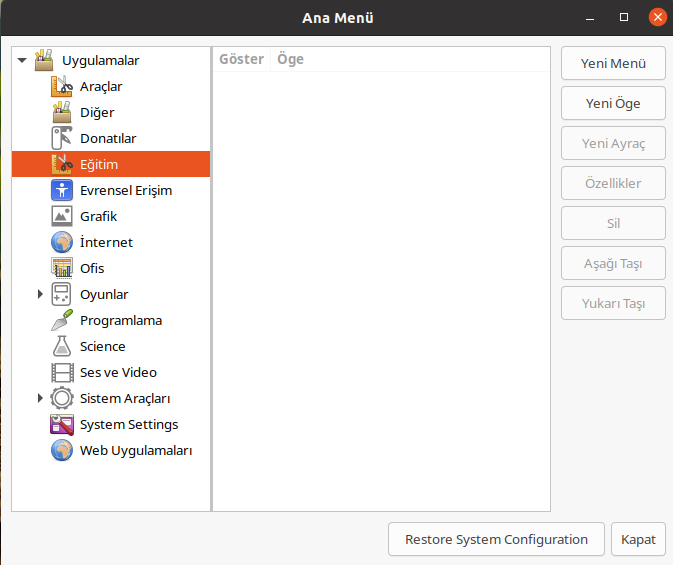 Ana Menü
Uygulamalar
Araçlar
Diğer
Donatılar
Eğitim
Evrensel Erişim
Grafik
İnternet
Ofis
Oyunlar
Programlama
Science
Ses ve Video
Sistem Araçları
System Settings
Web Uygulamaları
Göster Öge
Yeni Menü
Yeni Öge
Yeni Ayraç
Özellikler
Sil
Aşağı Taşı
Yukarı Taşı
Restore System Configuration
Kapat